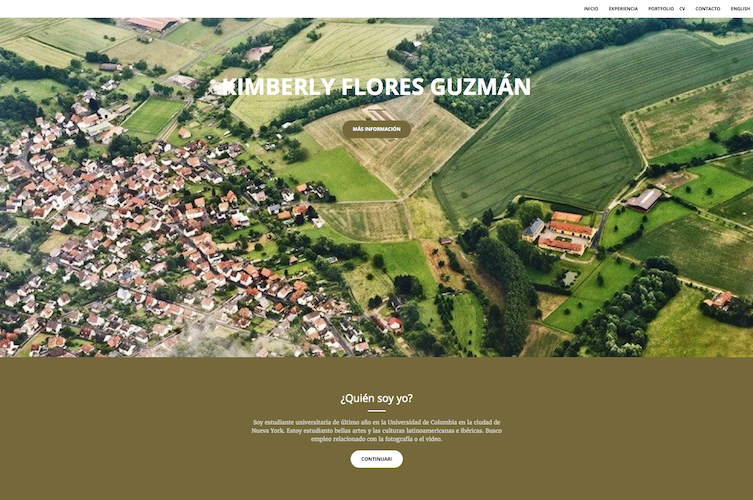 INICIO EXPERIENCIA PORTFOLIO CV CONTACTO ENGLISH
KIMBERLY FLORES GUZMÁN
MÁS INFORMACIÓN
¿Quién soy yo?
Soy estudiante universitaria de último año en la Universidad de Columbia en la ciudad de
Nueva York. Estoy estudianto bellas artes y las culturas latinoamericanas e ibéricas. Busco
empleo relacionado con la fotografía o el video.
CONTINUAR!